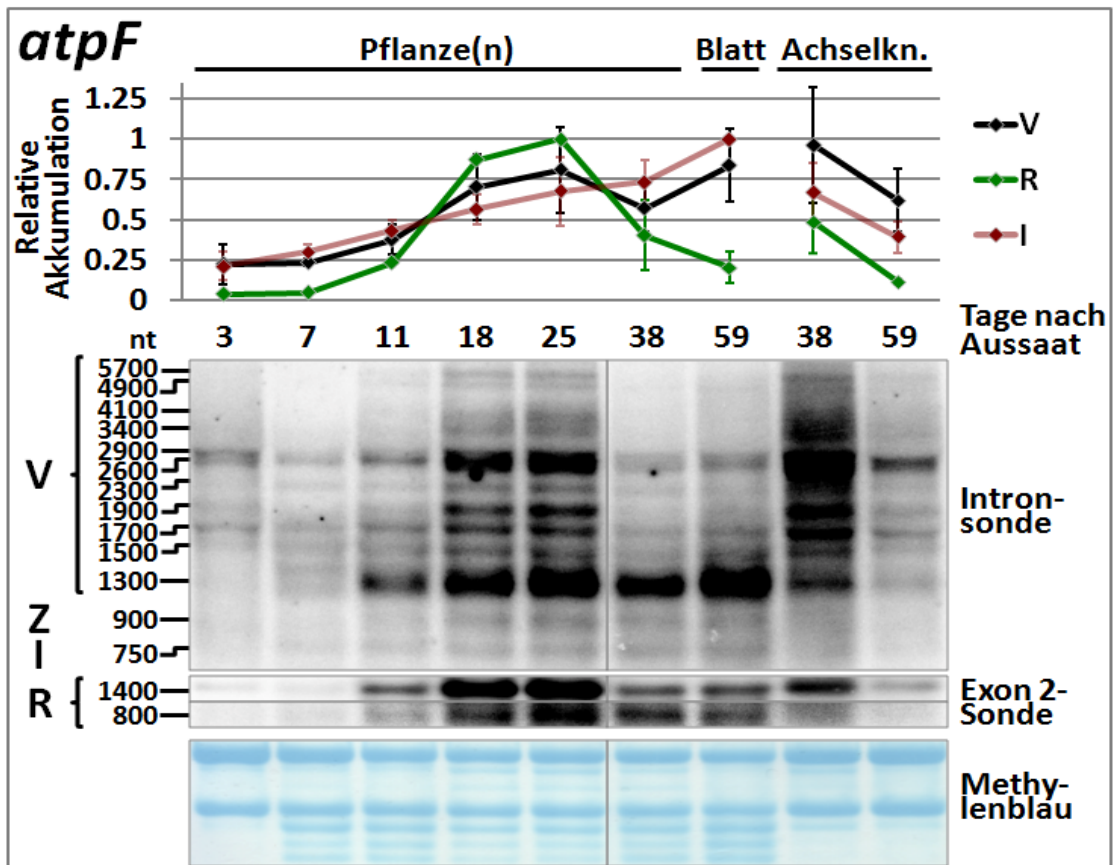 atpF
Pflanze(n) Blatt Achselkn.
Relative
Akkumulation
1.25
1
0.75
0.5
0.25
0
V
R
I
nt 3 7 11 18 25 38 59 38 59
Tage nach
Aussaat
V
5700
4900
4100
3400
2900
2600
2300
1900
1700
1500
1300
Z
900
I
750
Intron-
sonde
R
1400
800
Exon 2-
Sonde
Methy-
lenblau